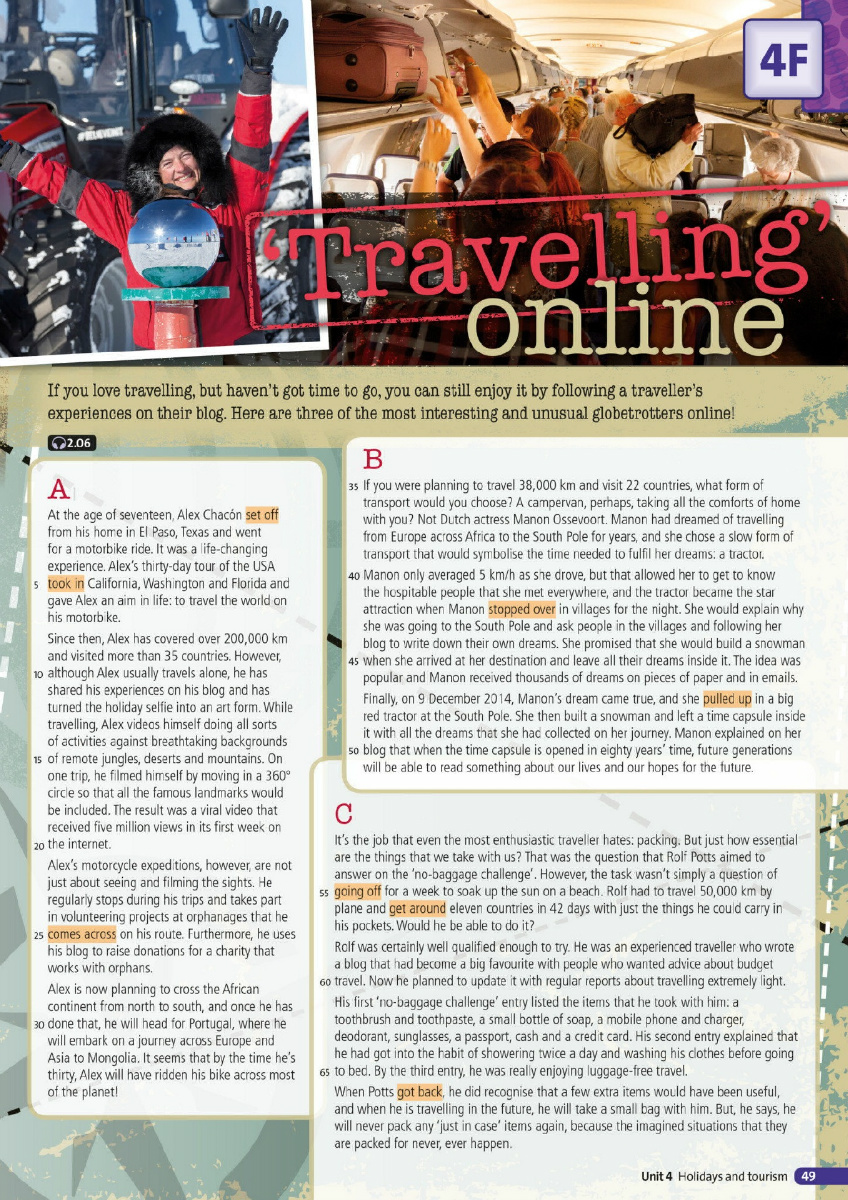 #BELIEVEINIT
4F
'Travelling'
online
If you love travelling, but haven't got time to go, you can still enjoy it by following a traveller's
experiences on their blog. Here are three of the most interesting and unusual globetrotters online!
2.06
A
At the age of seventeen, Alex Chacón set off
from his home in El Paso, Texas and went
for a motorbike ride. It was a life-changing
experience. Alex's thirty-day tour of the USA
5 took in California, Washington and Florida and
gave Alex an aim in life: to travel the world on
his motorbike.
Since then, Alex has covered over 200,000 km
and visited more than 35 countries. However,
10 although Alex usually travels alone, he has
shared his experiences on his blog and has
turned the holiday selfie into an art form. While
travelling, Alex videos himself doing all sorts
of activities against breathtaking backgrounds
15 of remote jungles, deserts and mountains. On
one trip, he filmed himself by moving in a 360°
circle so that all the famous landmarks would
be included. The result was a viral video that
received five million views in its first week on
20 the internet.
Alex's motorcycle expeditions, however, are not
just about seeing and filming the sights. He
regularly stops during his trips and takes part
in volunteering projects at orphanages that he
25 comes across on his route. Furthermore, he uses
his blog to raise donations for a charity that
works with orphans.
Alex is now planning to cross the African
continent from north to south, and once he has
30 done that, he will head for Portugal, where he
will embark on a journey across Europe and
Asia to Mongolia. It seems that by the time he's
thirty, Alex will have ridden his bike across most
of the planet!
B
35 If you were planning to travel 38,000 km and visit 22 countries, what form of
transport would you choose? A campervan, perhaps, taking all the comforts of home
with you? Not Dutch actress Manon Ossevoort. Manon had dreamed of travelling
from Europe across Africa to the South Pole for years, and she chose a slow form of
transport that would symbolise the time needed to fulfil her dreams: a tractor.
40 Manon only averaged 5 km/h as she drove, but that allowed her to get to know
the hospitable people that she met everywhere, and the tractor became the star
attraction when Manon stopped over in villages for the night. She would explain why
she was going to the South Pole and ask people in the villages and following her
blog to write down their own dreams. She promised that she would build a snowman
45 when she arrived at her destination and leave all their dreams inside it. The idea was
popular and Manon received thousands of dreams on pieces of paper and in emails.
Finally, on 9 December 2014, Manon's dream came true, and she pulled up in a big
red tractor at the South Pole. She then built a snowman and left a time capsule inside
it with all the dreams that she had collected on her journey. Manon explained on her
50 blog that when the time capsule is opened in eighty years' time, future generations
will be able to read something about our lives and our hopes for the future.
C
It's the job that even the most enthusiastic traveller hates: packing. But just how essential
are the things that we take with us? That was the question that Rolf Potts aimed to
answer on the 'no-baggage challenge'. However, the task wasn't simply a question of
55 going off for a week to soak up the sun on a beach. Rolf had to travel 50,000 km by
plane and get around eleven countries in 42 days with just the things he could carry in
his pockets. Would he be able to do it?
Rolf was certainly well qualified enough to try. He was an experienced traveller who wrote
a blog that had become a big favourite with people who wanted advice about budget
60 travel. Now he planned to update it with regular reports about travelling extremely light.
His first 'no-baggage challenge' entry listed the items that he took with him: a
toothbrush and toothpaste, a small bottle of soap, a mobile phone and charger,
deodorant, sunglasses, a passport, cash and a credit card. His second entry explained that
he had got into the habit of showering twice a day and washing his clothes before going
65 to bed. By the third entry, he was really enjoying luggage-free travel.
When Potts got back, he did recognise that a few extra items would have been useful,
and when he is travelling in the future, he will take a small bag with him. But, he says, he
will never pack any 'just in case' items again, because the imagined situations that they
are packed for never, ever happen.
Unit 4 Holidays and tourism 49